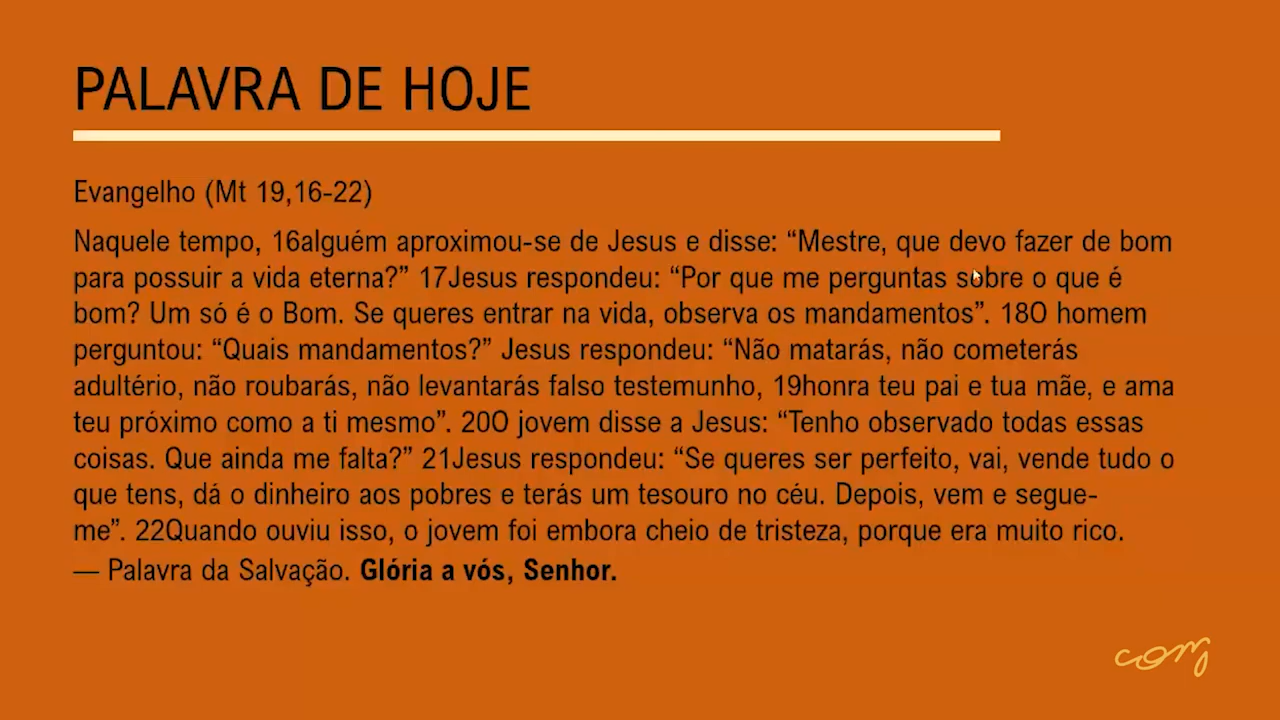 PALAVRA DE HOJE
Evangelho (Mt 19,16-22)
Naquele tempo, 16alguém aproximou-se de Jesus e disse: “Mestre, que devo fazer de bom
para possuir a vida eterna?” 17Jesus respondeu: “Por que me perguntas sobre o que é
bom? Um só é o Bom. Se queres entrar na vida, observa os mandamentos”. 18O homem
perguntou: “Quais mandamentos?” Jesus respondeu: “Não matarás, não cometerás
adultério, não roubarás, não levantarás falso testemunho, 19honra teu pai e tua mãe, e ama
teu próximo como a ti mesmo”. 20O jovem disse a Jesus: “Tenho observado todas essas
coisas. Que ainda me falta?” 21Jesus respondeu: “Se queres ser perfeito, vai, vende tudo o
que tens, dá o dinheiro aos pobres e terás um tesouro no céu. Depois, vem e segue-
me”. 22Quando ouviu isso, o jovem foi embora cheio de tristeza, porque era muito rico.
— Palavra da Salvação. Glória a vós, Senhor.